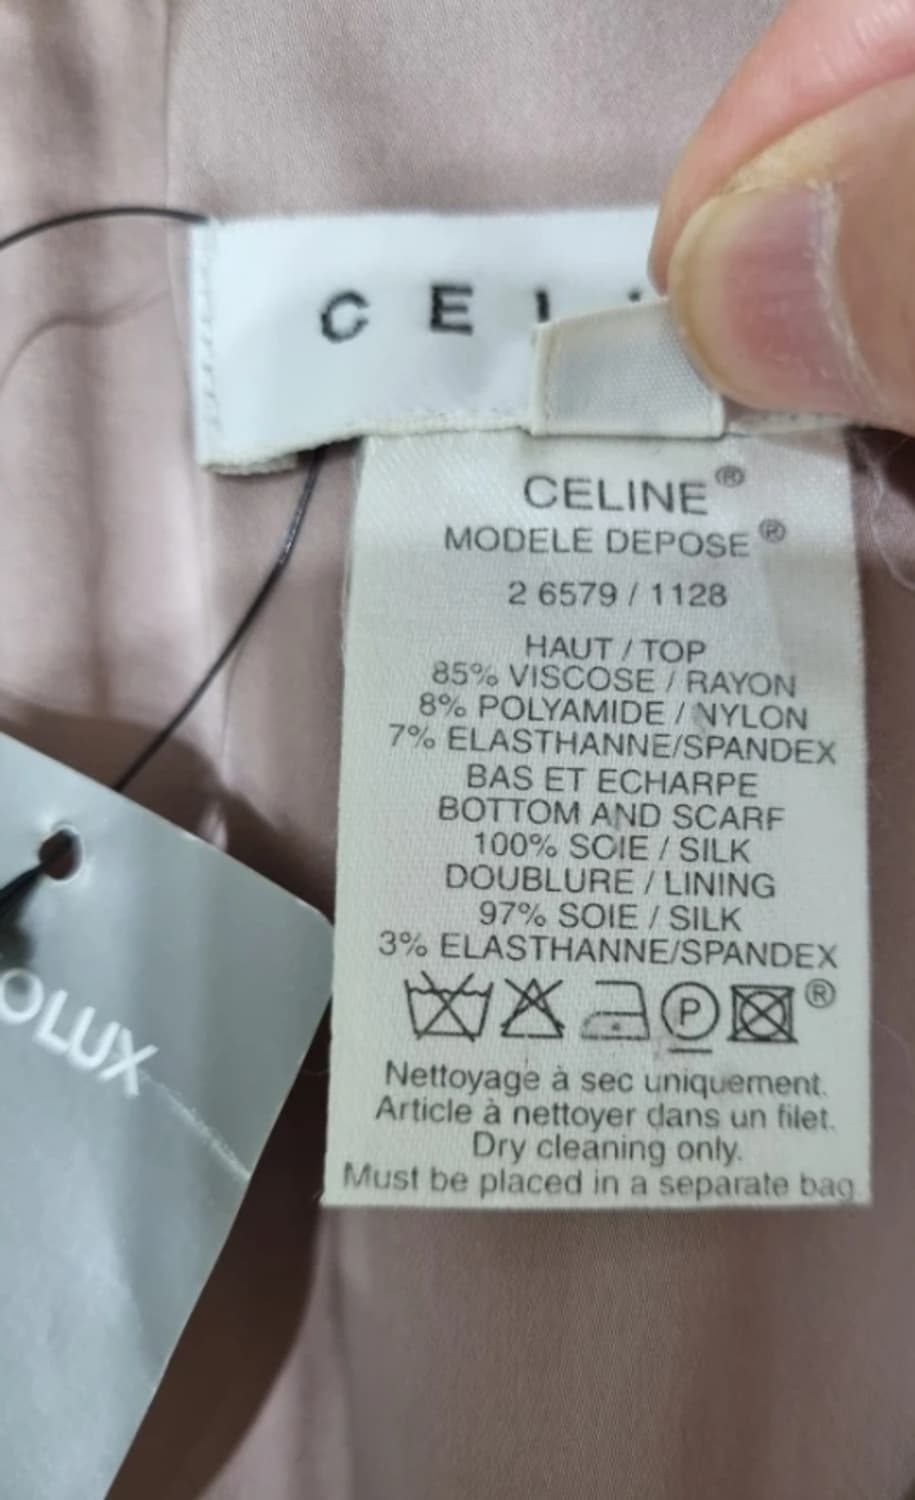 CELINE®
MODELE DEPOSE®
2 6579 / 1128
HAUT / TOP
85% VISCOSE / RAYON
8% POLYAMIDE / NYLON
7% ELASTHANNE/SPANDEX
BAS ET ECHARPE
BOTTOM AND SCARF
100% SOIE / SILK
DOUBLURE / LINING
97% SOIE / SILK
3% ELASTHANNE/SPANDEX
P ®
Nettoyage à sec uniquement.
Article à nettoyer dans un filet.
Dry cleaning only.
Must be placed in a separate bag